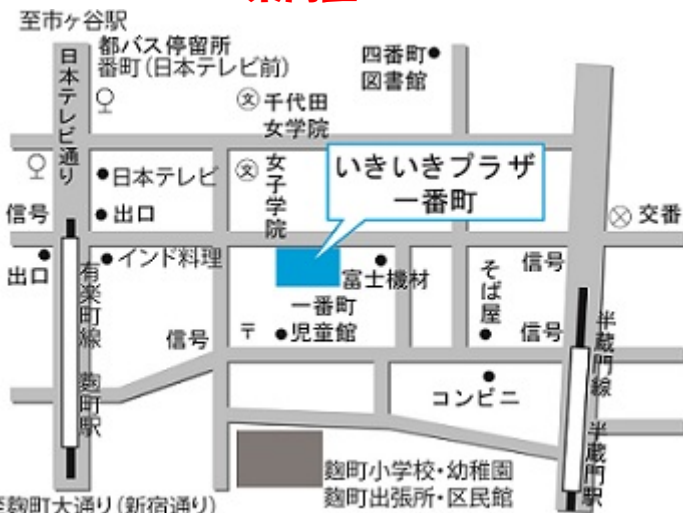 至市ヶ谷駅
都バス停留所
番町(日本テレビ前)
四番町
図書館
日本テレビ通り
文
千代田
女学院
日本テレビ
文
女子学院
いきいきプラザ
一番町
信号
出口
交番
出口
インド料理
富士機材
そば屋
信号
有楽町線 麹町駅
一番町
児童館
〒
信号
信号
半蔵門線 半蔵門駅
コンビニ
麹町小学校・幼稚園
麹町出張所・区民館
至麹町大通り(新宿通り)